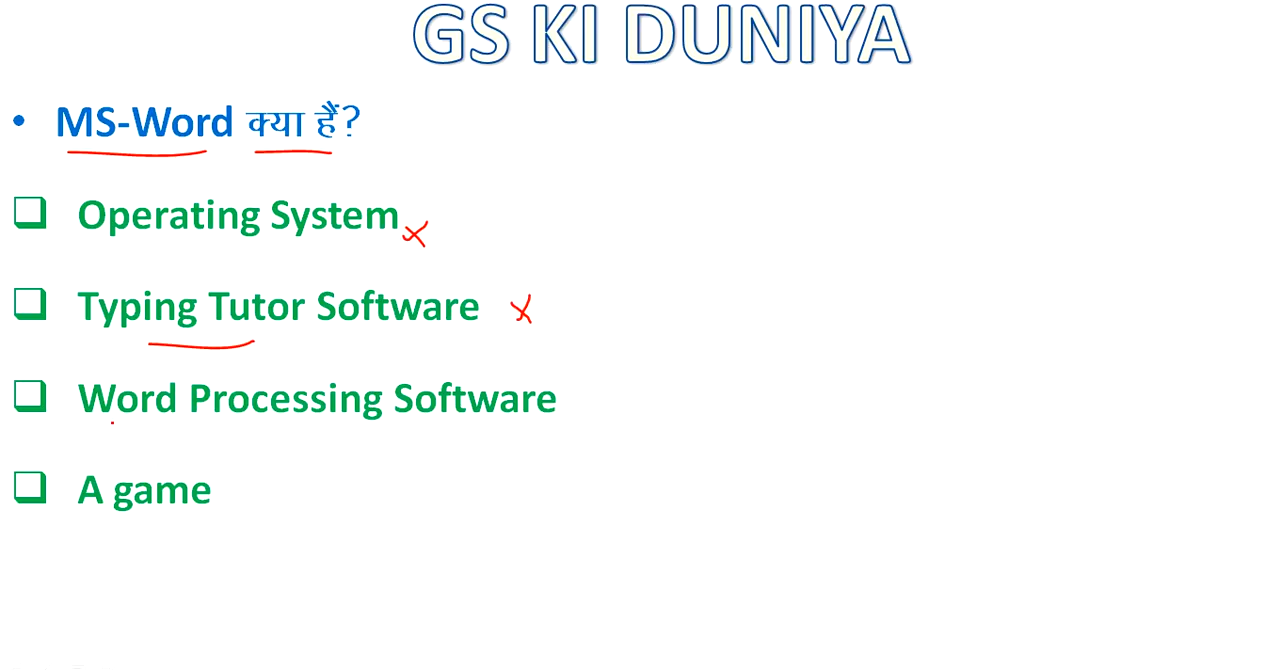 GS KI DUNIYA
• MS-Word क्या हैं?
❑ Operating System
❑ Typing Tutor Software
❑ Word Processing Software
❑ A game